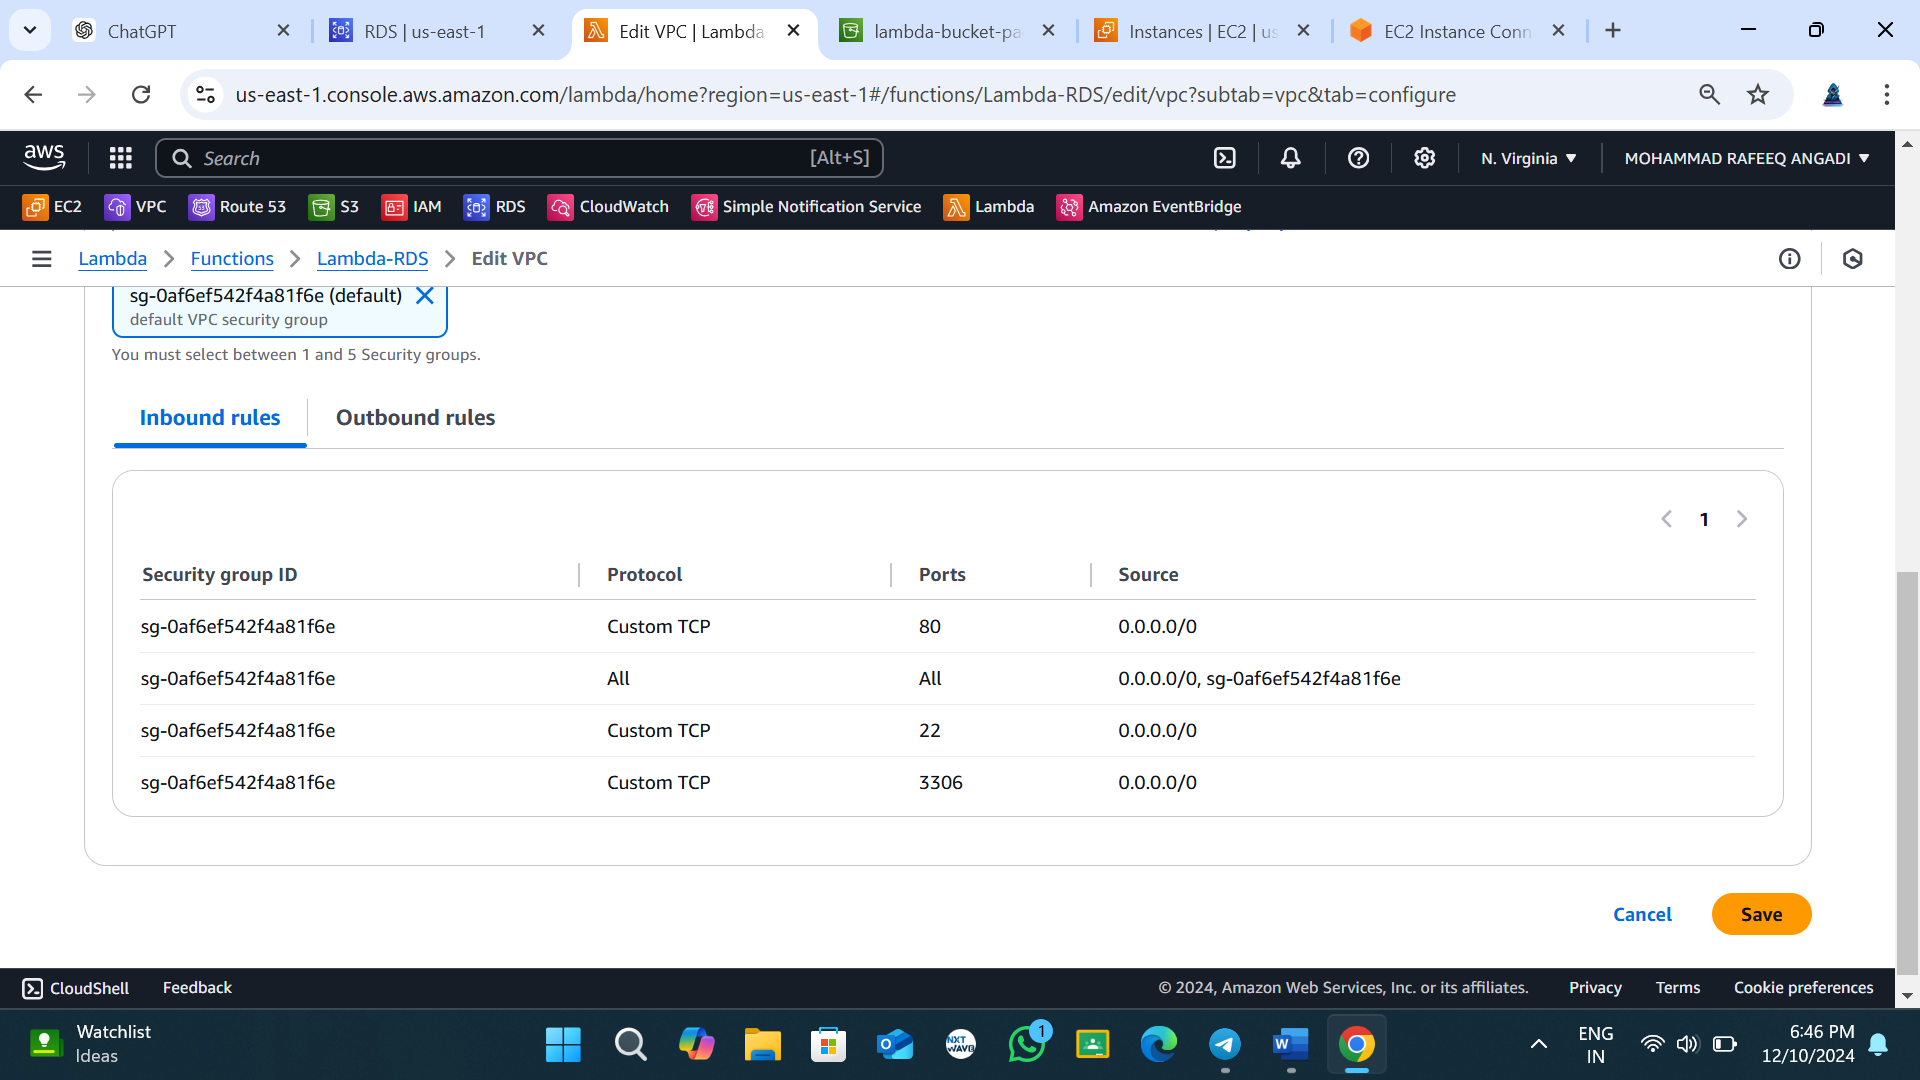 ChatGPT
RDS | us-east-1
Edit VPC | Lambda
lambda-bucket-pa
Instances | EC2 | us
EC2 Instance Conn
us-east-1.console.aws.amazon.com/lambda/home?region=us-east-1#/functions/Lambda-RDS/edit/vpc?subtab=vpc&tab=configure
aws
Search
[Alt+S]
N. Virginia
MOHAMMAD RAFEEQ ANGADI
EC2
VPC
Route 53
S3
IAM
RDS
CloudWatch
Simple Notification Service
Lambda
Amazon EventBridge
Lambda
Functions
Lambda-RDS
Edit VPC
sg-0af6ef542f4a81f6e (default)
default VPC security group
You must select between 1 and 5 Security groups.
Inbound rules
Outbound rules
1
Security group ID Protocol Ports Source
sg-0af6ef542f4a81f6e Custom TCP 80 0.0.0.0/0
sg-0af6ef542f4a81f6e All All 0.0.0.0/0, sg-0af6ef542f4a81f6e
sg-0af6ef542f4a81f6e Custom TCP 22 0.0.0.0/0
sg-0af6ef542f4a81f6e Custom TCP 3306 0.0.0.0/0
Cancel
Save
CloudShell
Feedback
© 2024, Amazon Web Services, Inc. or its affiliates.
Privacy
Terms
Cookie preferences
Watchlist
Ideas
NXT
WAVE
1
ENG
IN
6:46 PM
12/10/2024